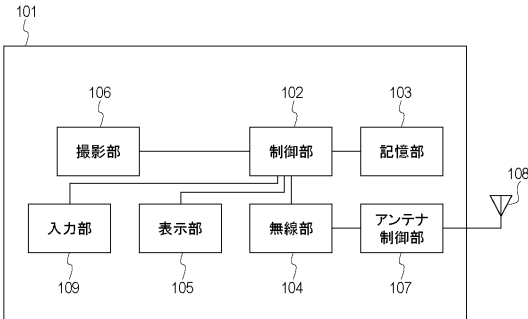 101
106
102
103
撮影部
制御部
記憶部
108
入力部
表示部
無線部
アンテナ
制御部
109
105
104
107